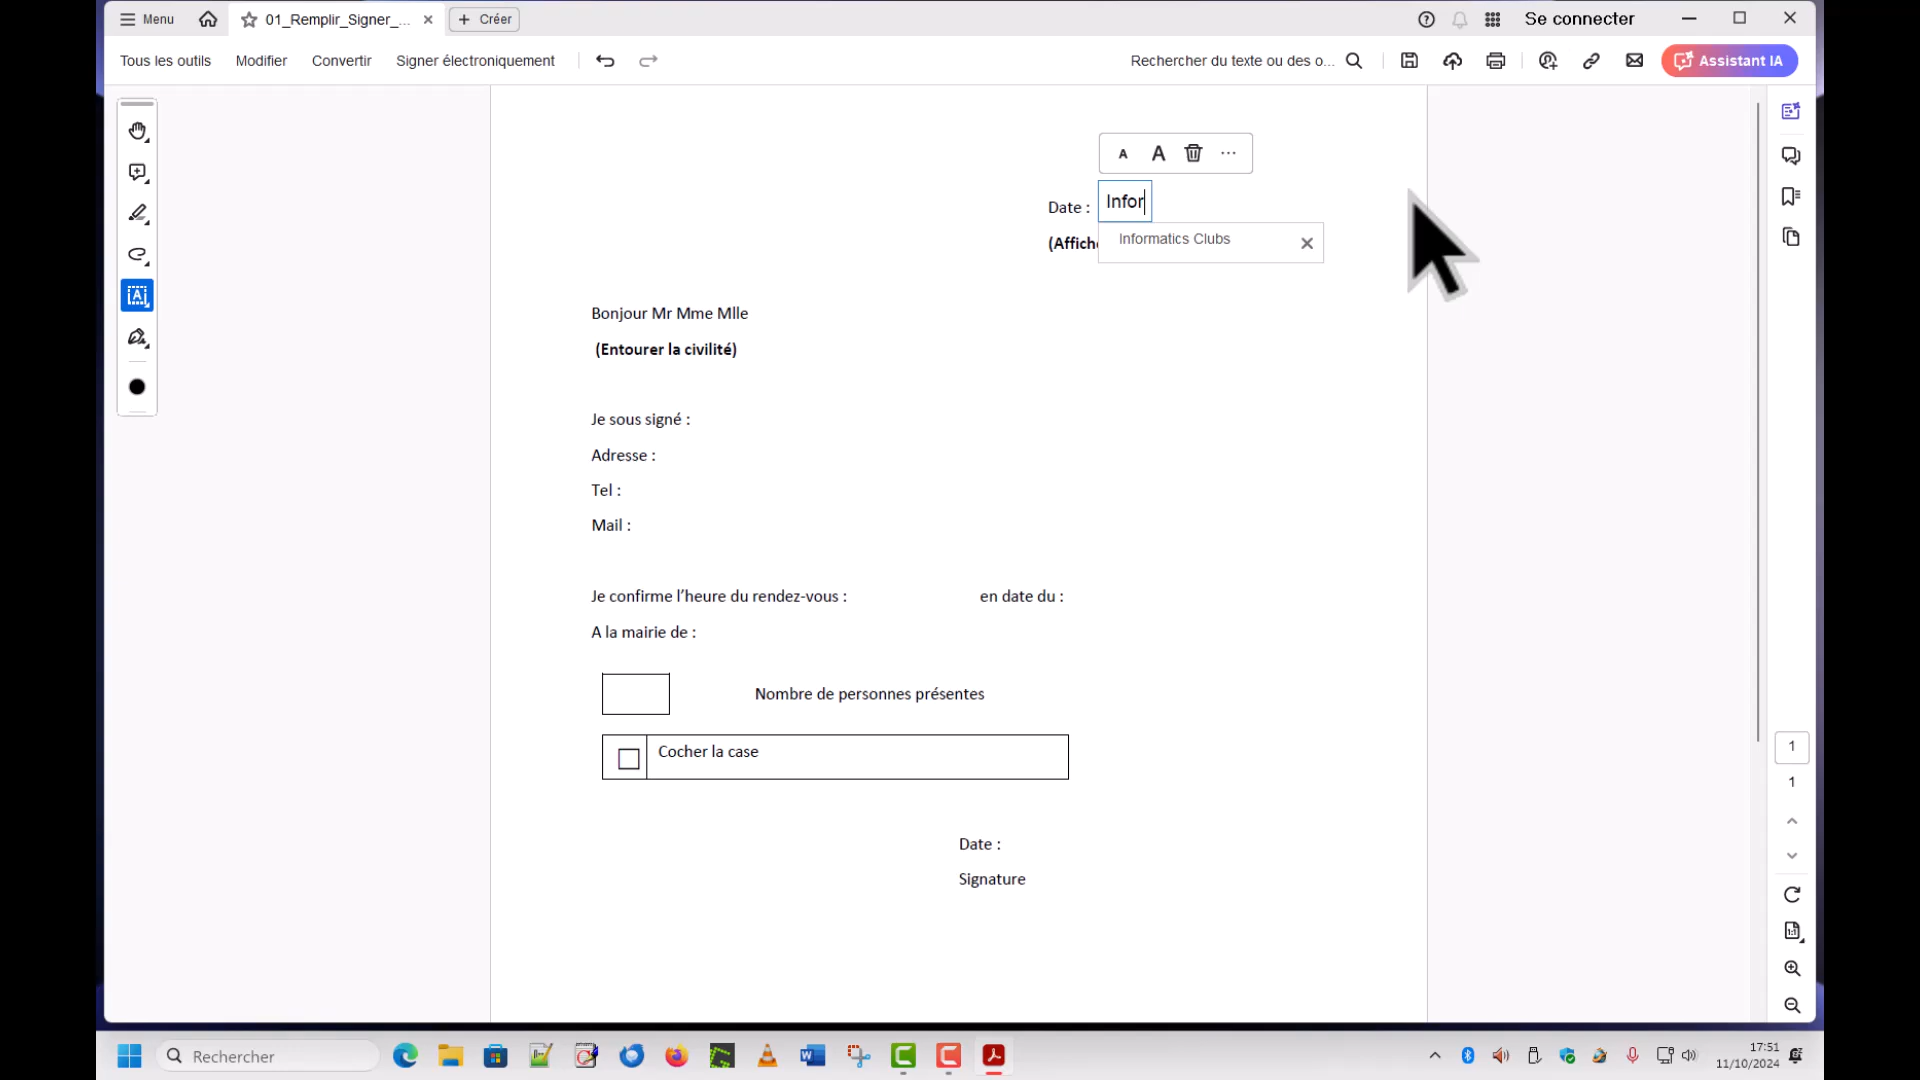 Menu
01_Remplir_Signer_...
Créer
Se connecter
Tous les outils
Modifier
Convertir
Signer électroniquement
Rechercher du texte ou des o...
Assistant IA
A A ...
Date :
Infor
(Affiche
Informatics Clubs
Bonjour Mr Mme Mlle
(Entourer la civilité)
Je sous signé :
Adresse :
Tel :
Mail :
Je confirme l'heure du rendez-vous : en date du :
A la mairie de :
Nombre de personnes présentes
Cocher la case
Date :
Signature
1
1
Rechercher
17:51
11/10/2024